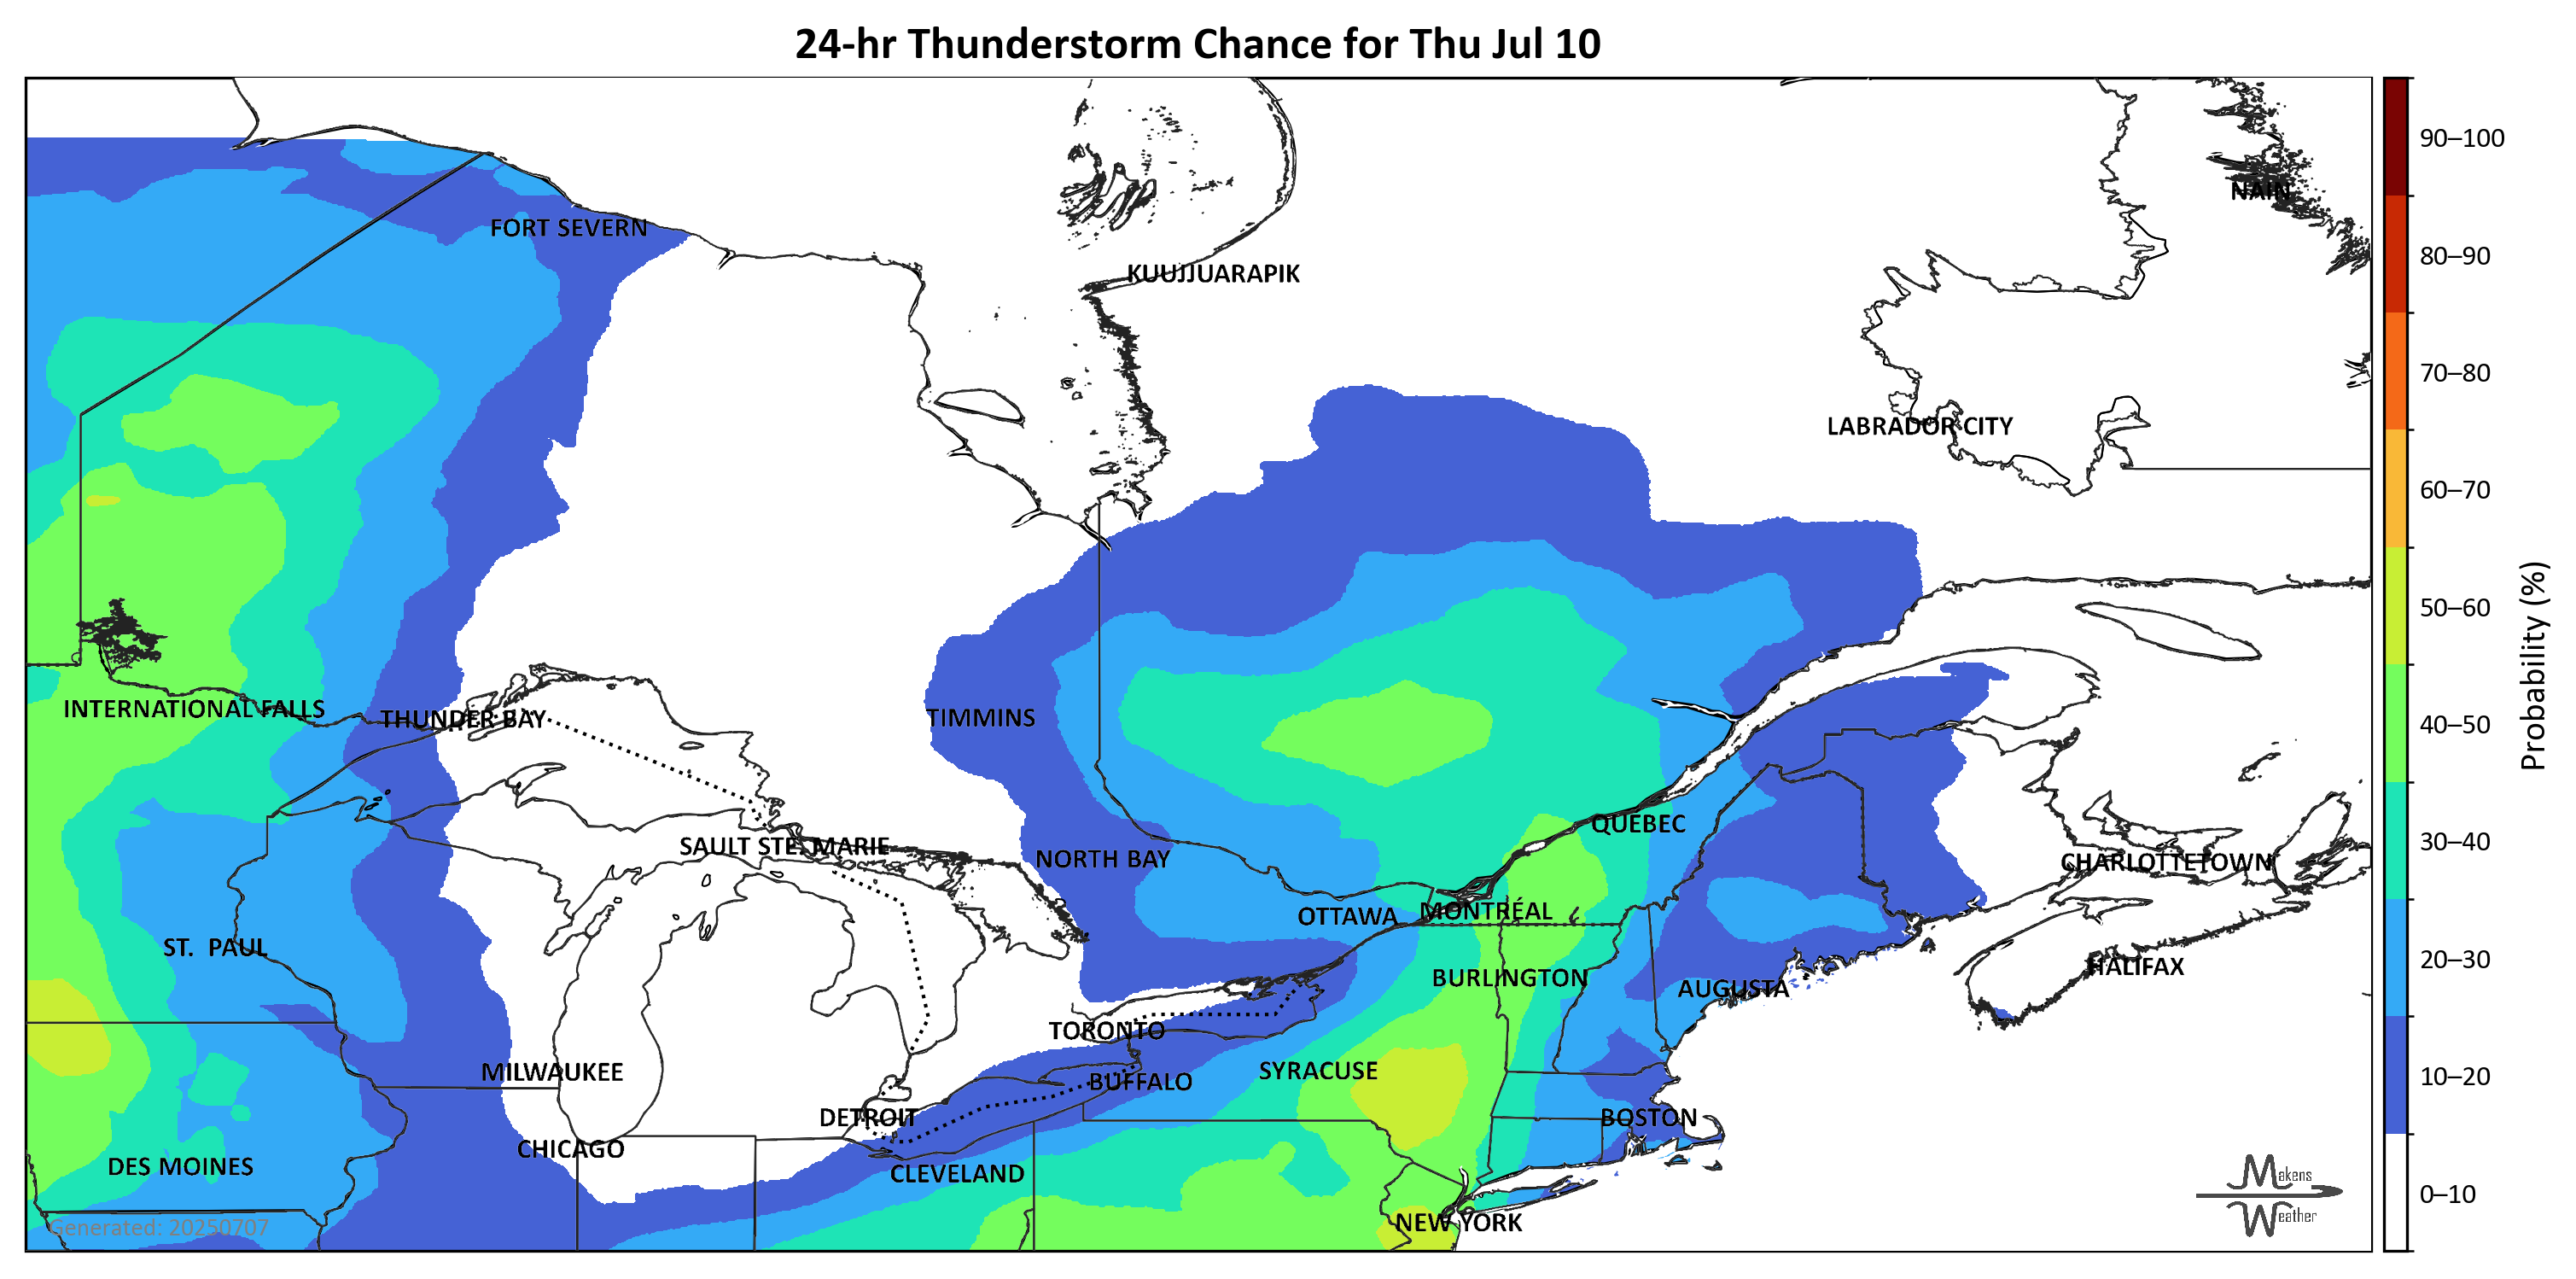 24-hr Thunderstorm Chance for Thu Jul 10
90–100
NAIN
FORT SEVERN
80–90
KUUJJUARAPIK
70–80
LABRADOR CITY
60–70
50–60
Probability (%)
INTERNATIONAL FALLS
THUNDER BAY
TIMMINS
40–50
QUEBEC
SAULT STE. MARIE
30–40
NORTH BAY
CHARLOTTETOWN
OTTAWA
MONTRÉAL
ST. PAUL
20–30
HALIFAX
BURLINGTON
AUGUSTA
TORONTO
MILWAUKEE
SYRACUSE
10–20
BUFFALO
DETROIT
BOSTON
CHICAGO
DES MOINES
CLEVELAND
Makens
Weather
0–10
NEW YORK
Generated: 20250707